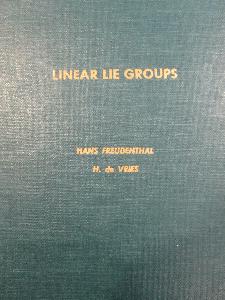 LINEAR LIE GROUPS
HANS FREUDENTHAL
H. de VRIES